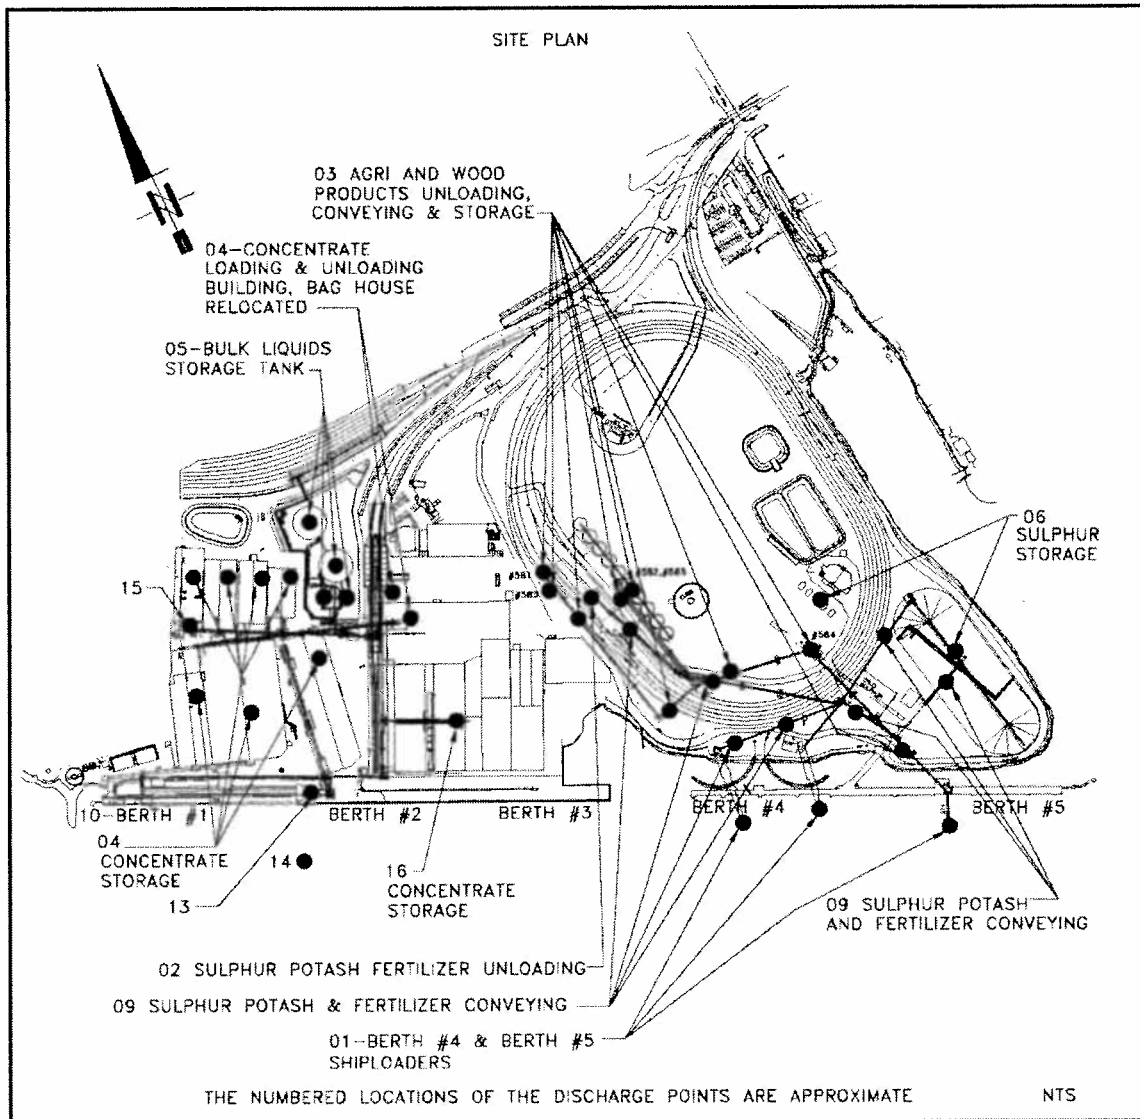 SITE PLAN
03 AGRI AND WOOD
PRODUCTS UNLOADING,
CONVEYING & STORAGE
N
04-CONCENTRATE
LOADING & UNLOADING
BUILDING, BAG HOUSE
RELOCATED
05-BULK LIQUIDS
STORAGE TANK
06
SULPHUR
STORAGE
15
#564
10-BERTH #1
BERTH #2
BERTH #3
BERTH #4
BERTH #5
04
CONCENTRATE
STORAGE
14
13
16
CONCENTRATE
STORAGE
09 SULPHUR POTASH
AND FERTILIZER CONVEYING
02 SULPHUR POTASH FERTILIZER UNLOADING
09 SULPHUR POTASH & FERTILIZER CONVEYING
01-BERTH #4 & BERTH #5
SHIPLOADERS
THE NUMBERED LOCATIONS OF THE DISCHARGE POINTS ARE APPROXIMATE
NTS